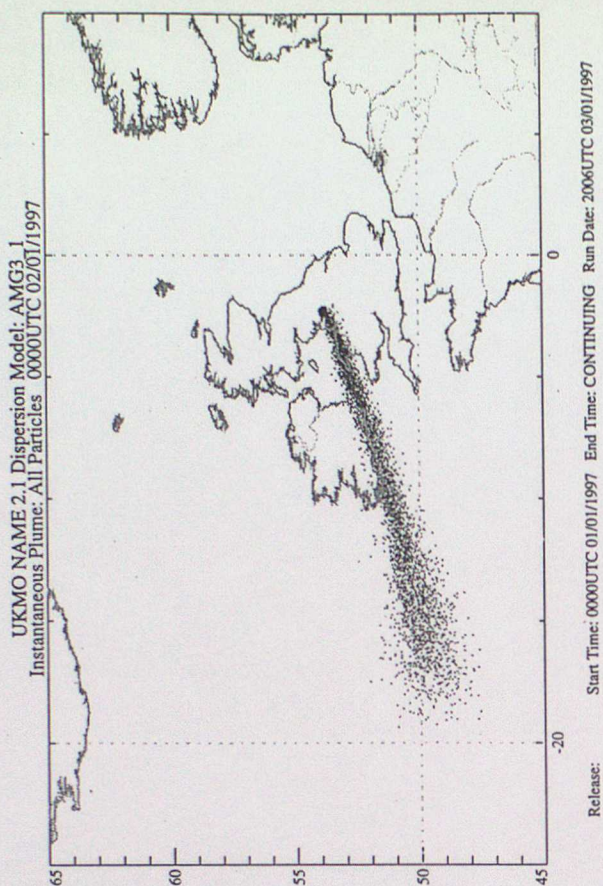 UKMO NAME 2.1 Dispersion Model: AMG3_1
Instantaneous Plume: All Particles 0000UTC 02/01/1997
65
60
55
50
45
-20
0
Release: Start Time: 0000UTC 01/01/1997 End Time: CONTINUING Run Date: 2006UTC 03/01/1997